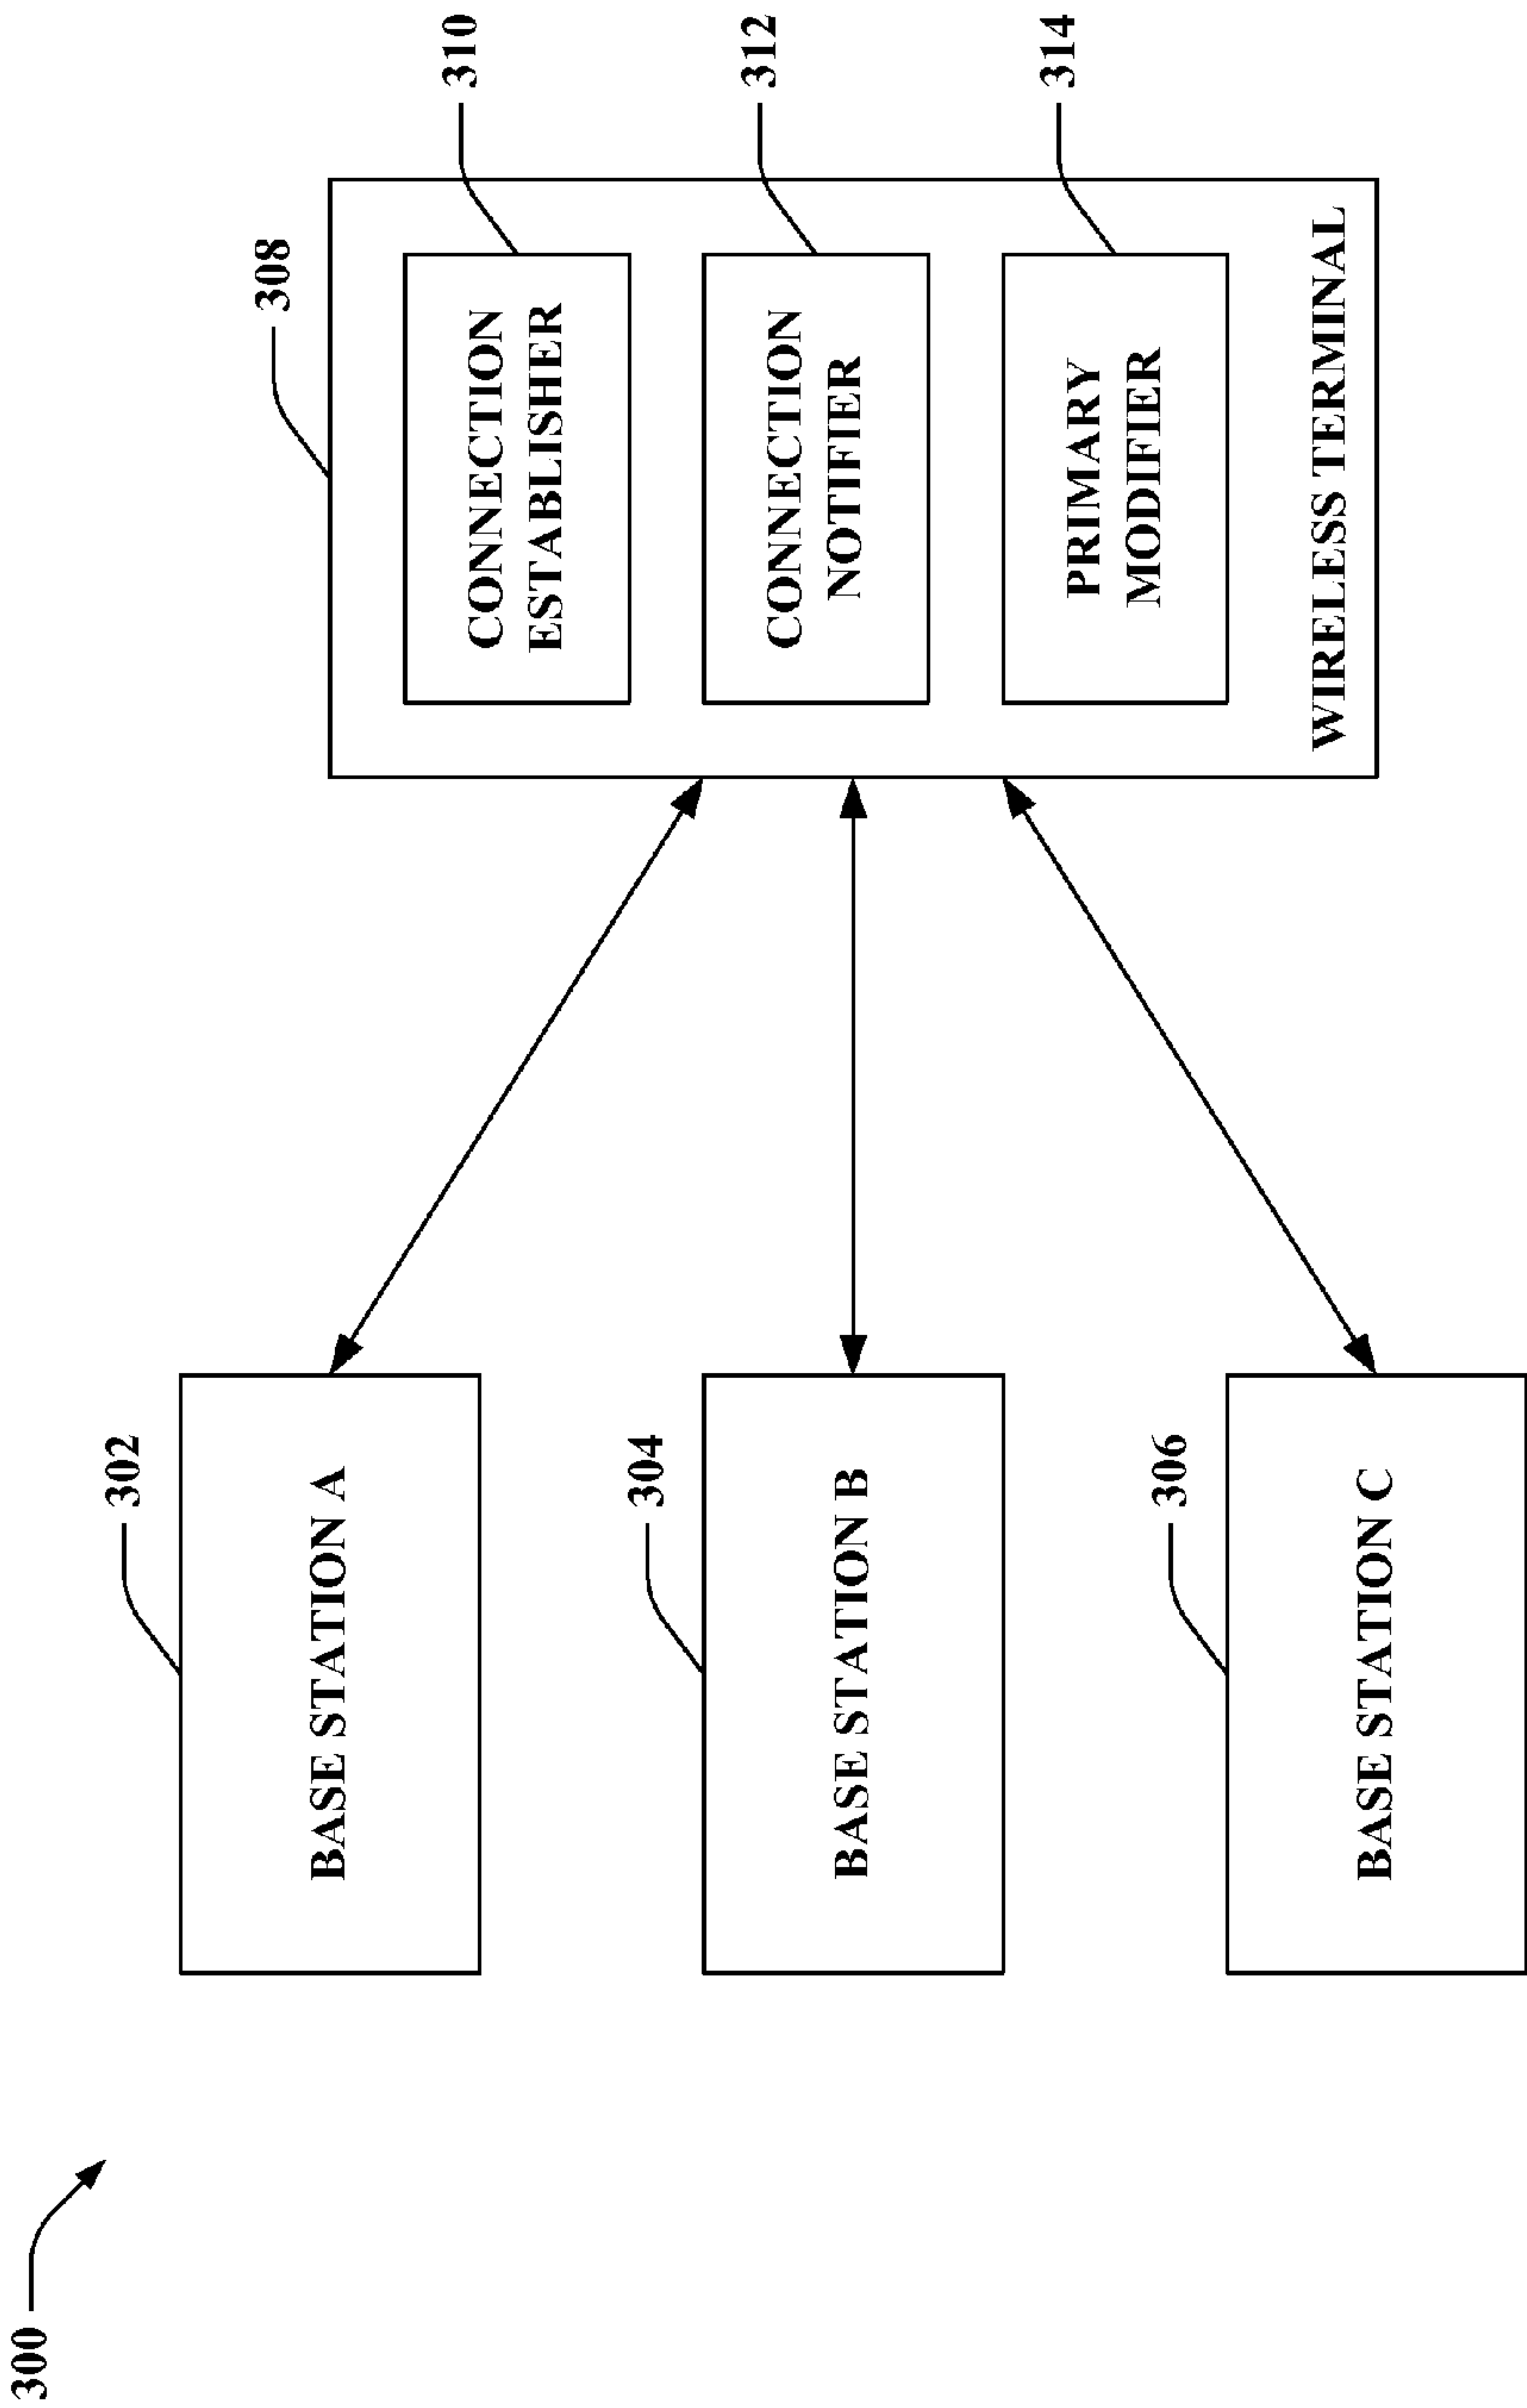 300
302
BASE STATION A
304
BASE STATION B
306
BASE STATION C
308
310
CONNECTION
ESTABLISHER
312
CONNECTION
NOTIFIER
314
PRIMARY
MODIFIER
WIRELESS TERMINAL